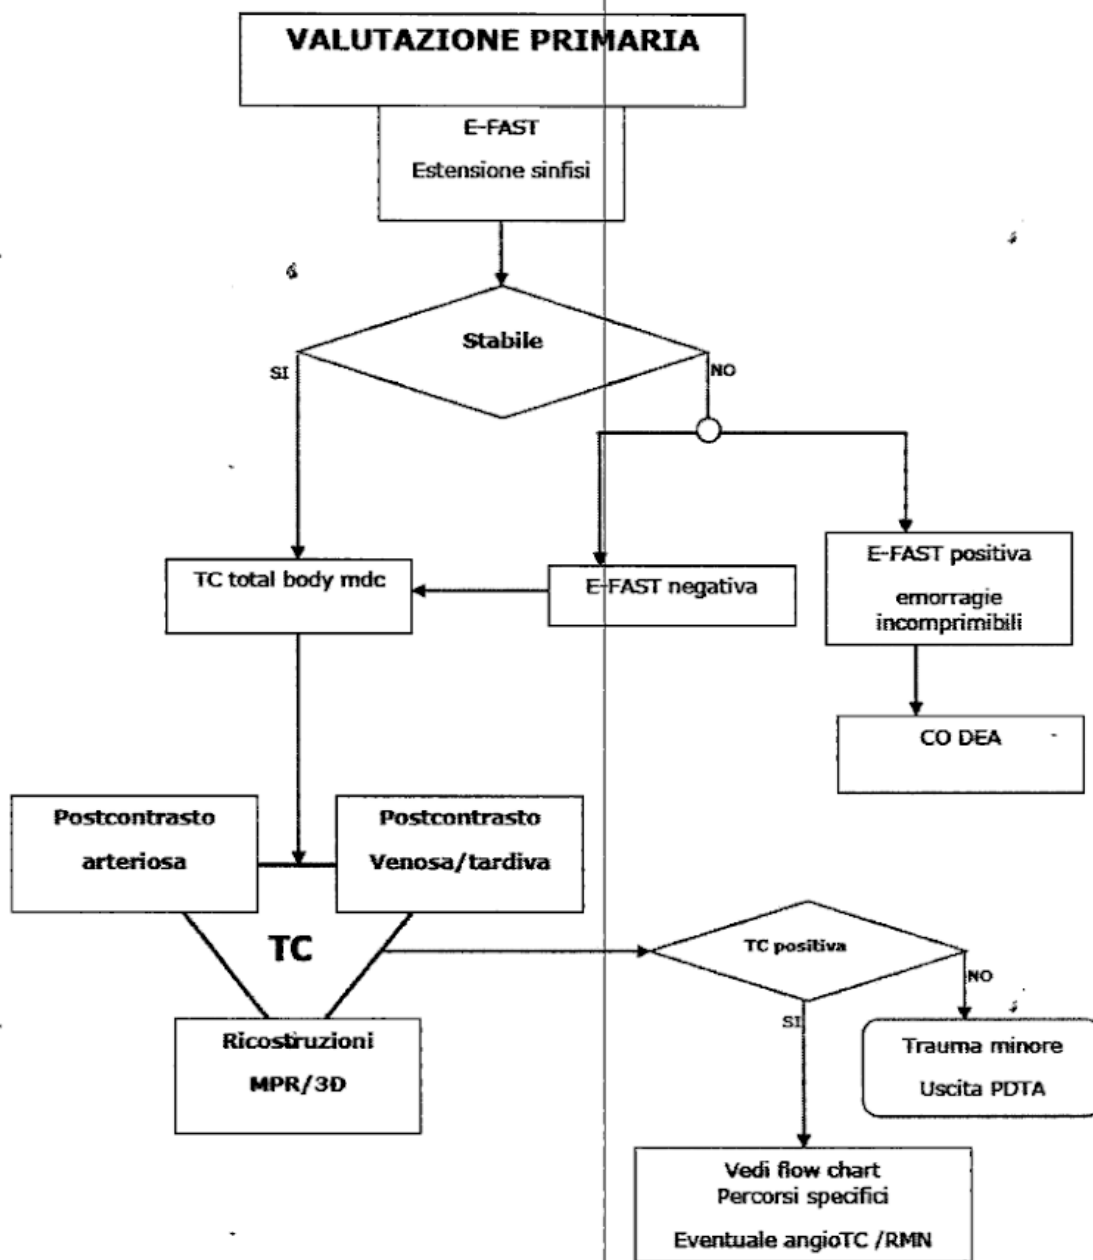 VALUTAZIONE PRIMARIA
E-FAST
Estensione sinfisi
Stabile
SI
NO
TC total body mdc
E-FAST negativa
E-FAST positiva
emorragie
incomprimibili
CO DEA
Postcontrasto
arteriosa
Postcontrasto
Venosa/tardiva
TC
TC positiva
NO
SI
Ricostruzioni
MPR/3D
Trauma minore
Uscita PDTA
Vedi flow chart
Percorsi specifici
Eventuale angioTC /RMN